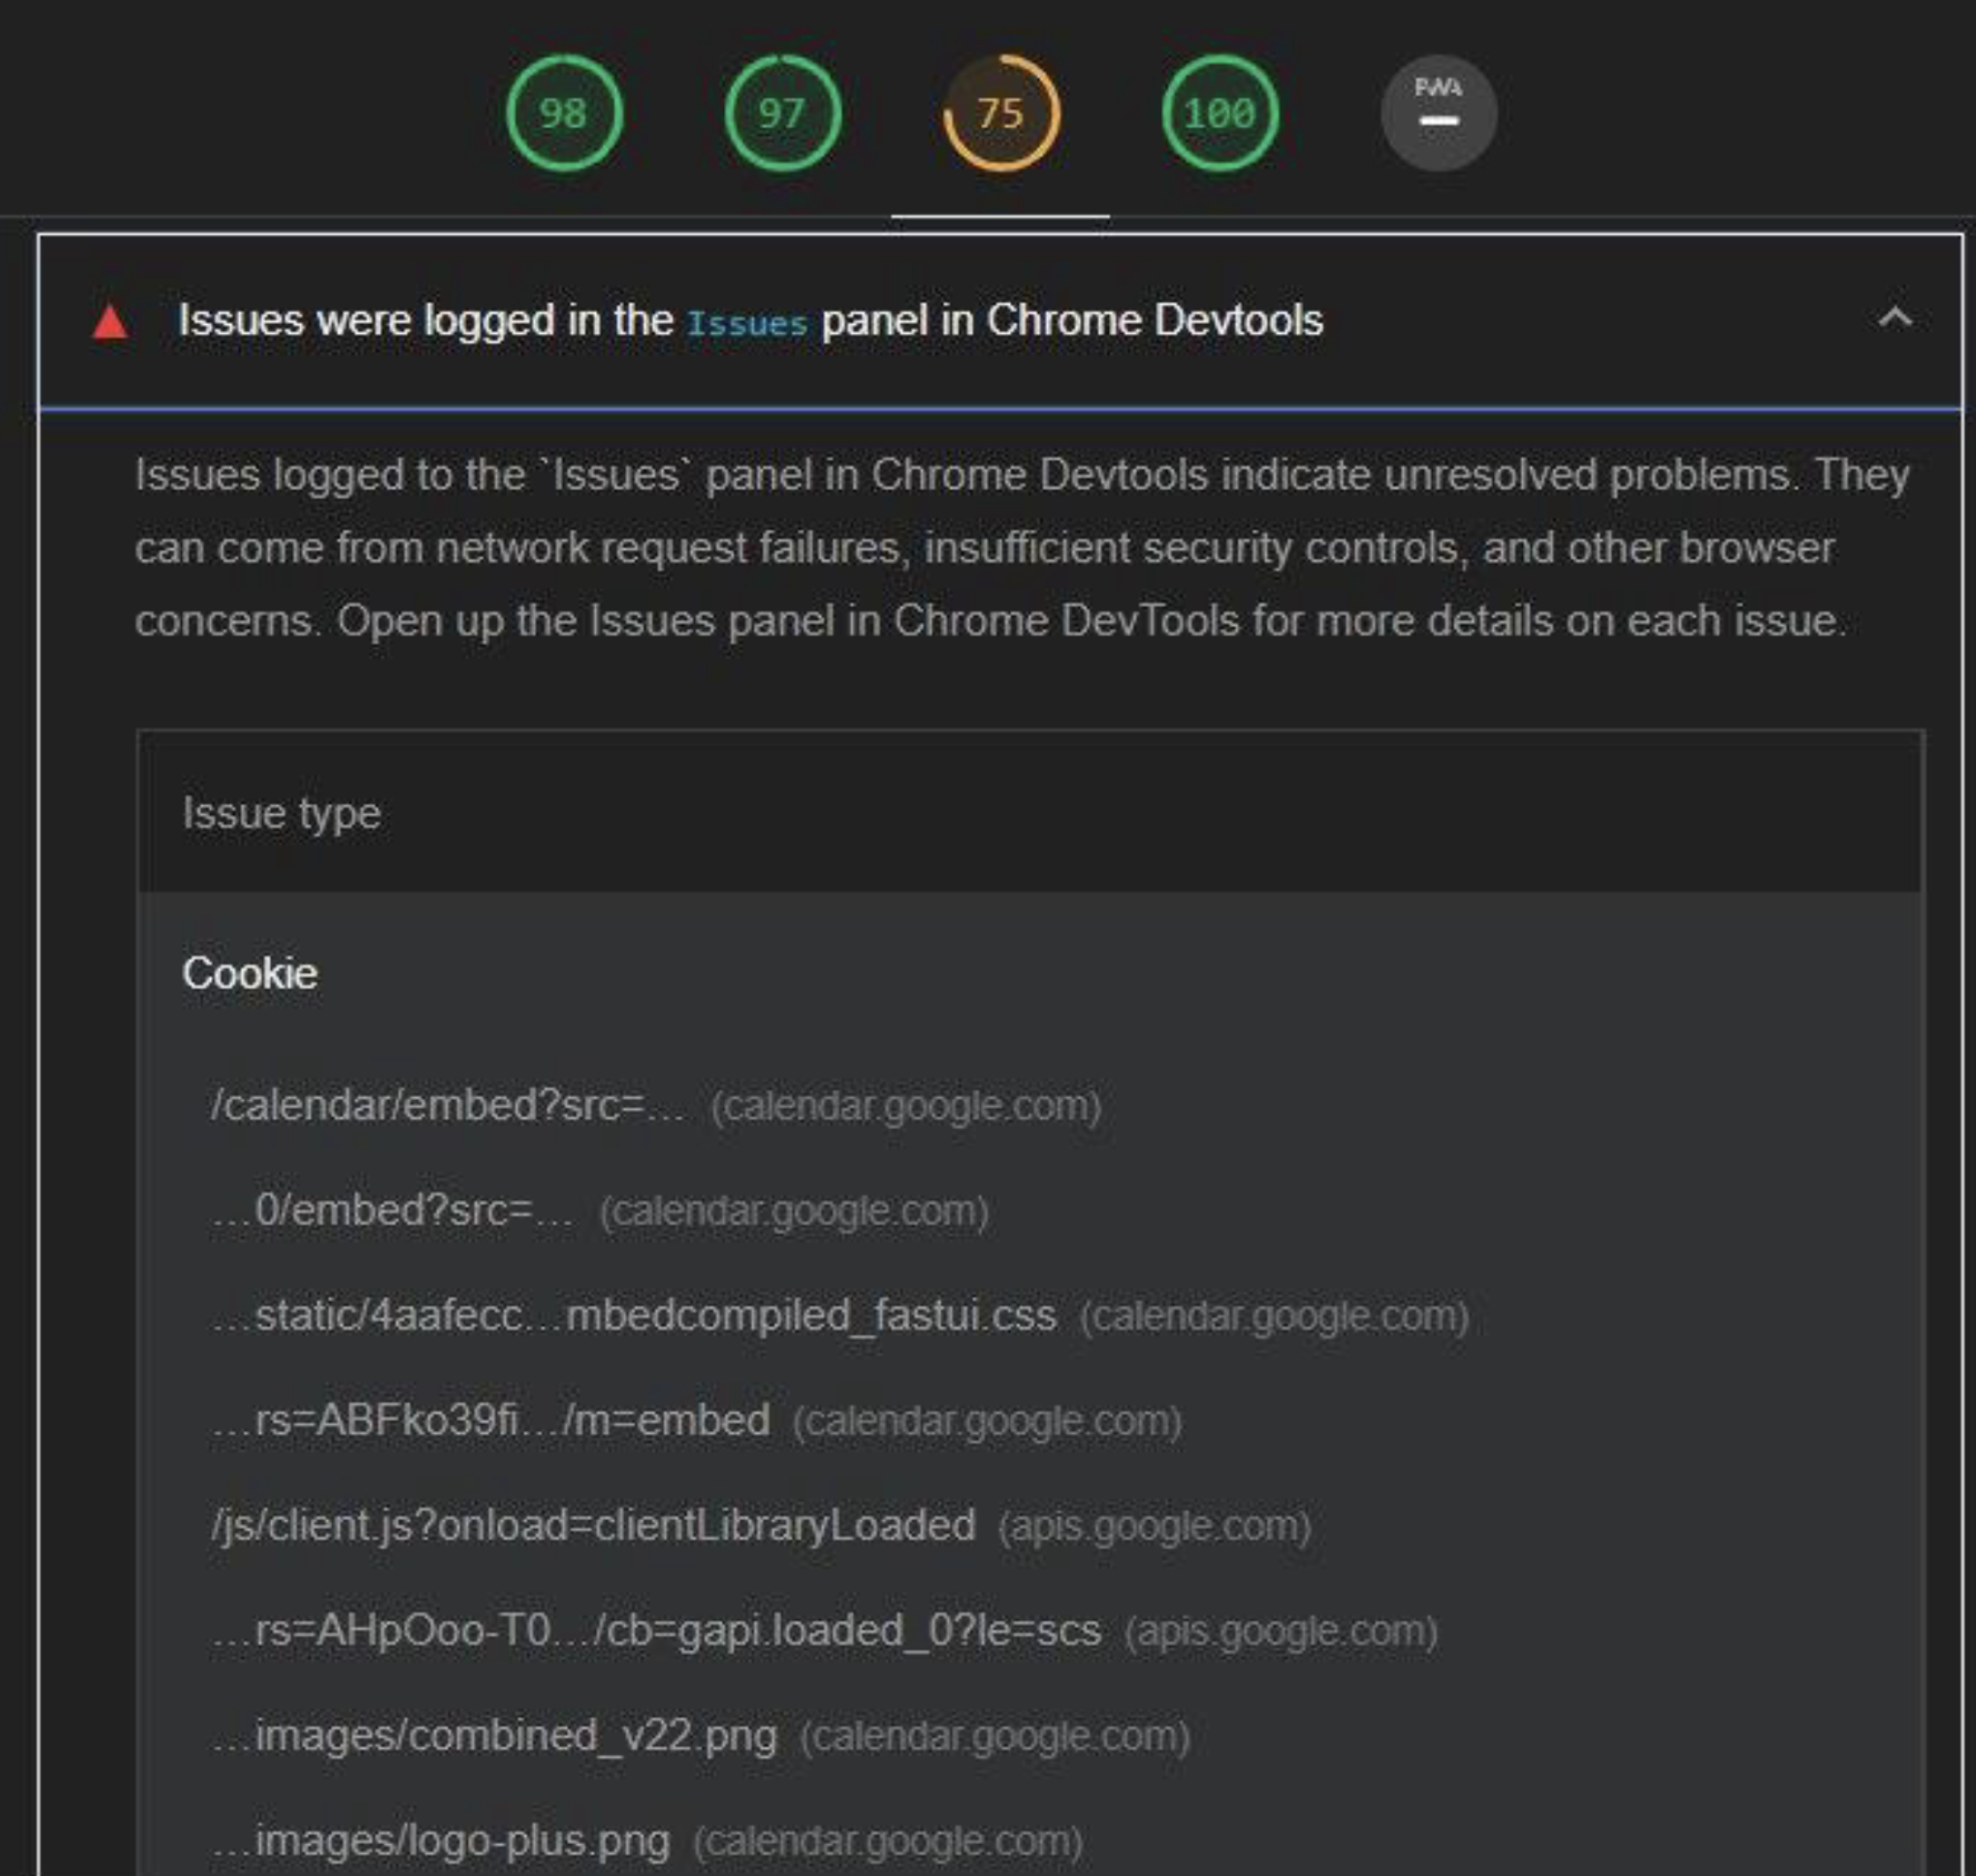 98 97 75 100 PWA
Issues were logged in the Issues panel in Chrome Devtools
Issues logged to the `Issues` panel in Chrome Devtools indicate unresolved problems. They
can come from network request failures, insufficient security controls, and other browser
concerns. Open up the Issues panel in Chrome DevTools for more details on each issue.
Issue type
Cookie
/calendar/embed?src=… (calendar.google.com)
…0/embed?src=… (calendar.google.com)
…static/4aafecc…mbedcompiled_fastui.css (calendar.google.com)
…rs=ABFko39fi…/m=embed (calendar.google.com)
/js/client.js?onload=clientLibraryLoaded (apis.google.com)
…rs=AHpOoo-T0…/cb=gapi.loaded_0?le=scs (apis.google.com)
…images/combined_v22.png (calendar.google.com)
…images/logo-plus.png (calendar.google.com)